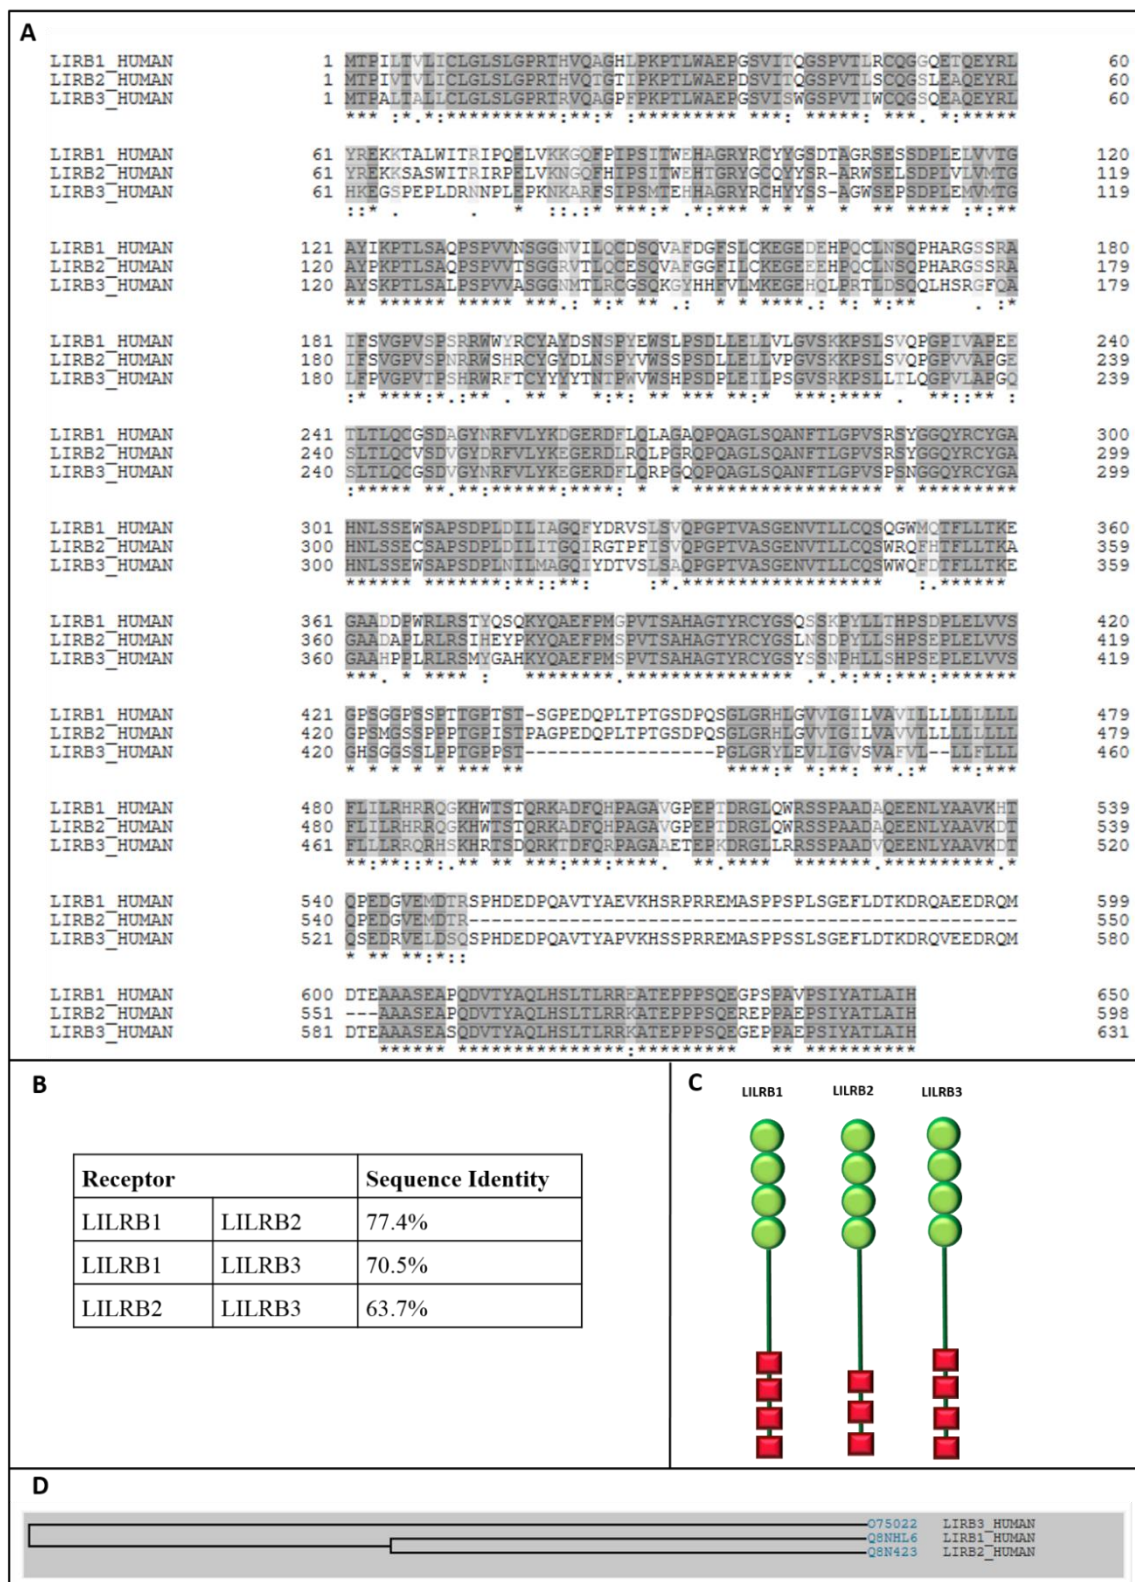 A
LIRB1_HUMAN 1 MTPILTVLICLGLSLGPRTHVQAGHLPKPTLWAEPGSVITQGSPVTLRCQGGQETQEYRL 60
LIRB2_HUMAN 1 MTPIVTVLICLGLSLGPRTHVQTGTIPKPTLWAEPDSVITQGSPVTLSCQGSLEAQEYRL 60
LIRB3_HUMAN 1 MTPALTALLCLGLSLGPRTRVQAGPFPKPTLWAEPGSVISWGSPVTIWCQGSQEAQEYRL 60
LIRB1_HUMAN 61 YREKKTALWITRIPQELVKKGQFPIPSITWEHAGRYRCYYGSDTAGRSESSDPLELVVTG 120
LIRB2_HUMAN 61 YREKKSASWITRIRPELVKNGQFHIPSITWEHTGRYGCQYYSR-ARWSELSDPLVLVMTG 119
LIRB3_HUMAN 61 HKEGSPEPLDRNNPLEPKNKARFSIPSMTEHHAGRYRCHYYSS-AGWSEPSDPLEMVMTG 119
LIRB1_HUMAN 121 AYIKPTLSAQPSPVVNSGGNVILQCDSQVAFDGFSLCKEGEDEHPQCLNSQPHARGSSRA 180
LIRB2_HUMAN 120 AYPKPTLSAQPSPVVTSGGRVTLQCESQVAFGGFILCKEGEEEHPQCLNSQPHARGSSRA 179
LIRB3_HUMAN 120 AYSKPTLSALPSPVVASGGNMTLRCGSQKGYHHFVLMKEGEHQLPRTLDSQQLHSRGFQA 179
LIRB1_HUMAN 181 IFSVGPVSPSRRWWYRCYAYDSNSPYEWSLPSDLLELLVLGVSKKPSLSVQPGPIVAPEE 240
LIRB2_HUMAN 180 IFSVGPVSPNRRWSHRCYGYDLNSPYVWSSPSDLLELLVPGVSKKPSLSVQPGPVVAPGE 239
LIRB3_HUMAN 180 LFPVGPVTPSHRWRFTCYYYYTNTPWVWSHPSDPLEILPSGVSRKPSLLTLQGPVLAPGQ 239
LIRB1_HUMAN 241 TLTLQCGSDAGYNRFVLYKDGERDFLQLAGAQPQAGLSQANFTLGPVSRSYGGQYRCYGA 300
LIRB2_HUMAN 240 SLTLQCVSDVGYDRFVLYKEGERDLRQLPGRQPQAGLSQANFTLGPVSRSYGGQYRCYGA 299
LIRB3_HUMAN 240 SLTLQCGSDVGYNRFVLYKEGERDFLQRPGQQPQAGLSQANFTLGPVSPSNGGQYRCYGA 299
LIRB1_HUMAN 301 HNLSSEWSAPSDPLDILIAGQFYDRVSLSVQPGPTVASGENVTLLCQSQGWMQTFLLTKE 360
LIRB2_HUMAN 300 HNLSSECSAPSDPLDILITGQIRGTPFISVQPGPTVASGENVTLLCQSWRQFHTFLLTKA 359
LIRB3_HUMAN 300 HNLSSEWSAPSDPLNILMAGQIYDTVSLSAQPGPTVASGENVTLLCQSWWQFDTFLLTKE 359
LIRB1_HUMAN 361 GAADDPWRLRSTYQSQKYQAEFPMGPVTSAHAGTYRCYGSQSSKPYLLTHPSDPLELVVS 420
LIRB2_HUMAN 360 GAADAPLRLRSIHEYPKYQAEFPMSPVTSAHAGTYRCYGSLNSDPYLLSHPSEPLELVVS 419
LIRB3_HUMAN 360 GAAHPPLRLRSMYGAHKYQAEFPMSPVTSAHAGTYRCYGSYSSNPHLLSHPSEPLELVVS 419
LIRB1_HUMAN 421 GPSGGPSSPTTGPTST-SGPEDQPLTPTGSDPQSGLGRHLGVVIGILVAVILLLLLLLLL 479
LIRB2_HUMAN 420 GPSMGSSPPPTGPISTPAGPEDQPLTPTGSDPQSGLGRHLGVVIGILVAVVLLLLLLLLL 479
LIRB3_HUMAN 420 GHSGGSSLPPTGPPST-----------------PGLGRYLEVLIGVSVAFVL--LLFLLL 460
LIRB1_HUMAN 480 FLILRHRRQGKHWTSTQRKADFQHPAGAVGPEPTDRGLQWRSSPAADAQEENLYAAVKHT 539
LIRB2_HUMAN 480 FLILRHRRQGKHWTSTQRKADFQHPAGAVGPEPTDRGLQWRSSPAADAQEENLYAAVKDT 539
LIRB3_HUMAN 461 FLLLRRQRHSKHRTSDQRKTDFQRPAGAAETEPKDRGLLRRSSPAADVQEENLYAAVKDT 520
LIRB1_HUMAN 540 QPEDGVEMDTRSPHDEDPQAVTYAEVKHSRPRREMASPPSPLSGEFLDTKDRQAEEDRQM 599
LIRB2_HUMAN 540 QPEDGVEMDTR------------------------------------------------- 550
LIRB3_HUMAN 521 QSEDRVELDSQSPHDEDPQAVTYAPVKHSSPRREMASPPSSLSGEFLDTKDRQVEEDRQM 580
LIRB1_HUMAN 600 DTEAAASEAPQDVTYAQLHSLTLRREATEPPPSQEGPSPAVPSIYATLAIH 650
LIRB2_HUMAN 551 ---AAASEAPQDVTYAQLHSLTLRRKATEPPPSQEREPPAEPSIYATLAIH 598
LIRB3_HUMAN 581 DTEAAASEASQDVTYAQLHSLTLRRKATEPPPSQEGEPPAEPSIYATLAIH 631
B
Receptor Sequence Identity
LILRB1 LILRB2 77.4%
LILRB1 LILRB3 70.5%
LILRB2 LILRB3 63.7%
C
LILRB1 LILRB2 LILRB3
D
O75022 LIRB3_HUMAN
Q8NHL6 LIRB1_HUMAN
Q8N423 LIRB2_HUMAN